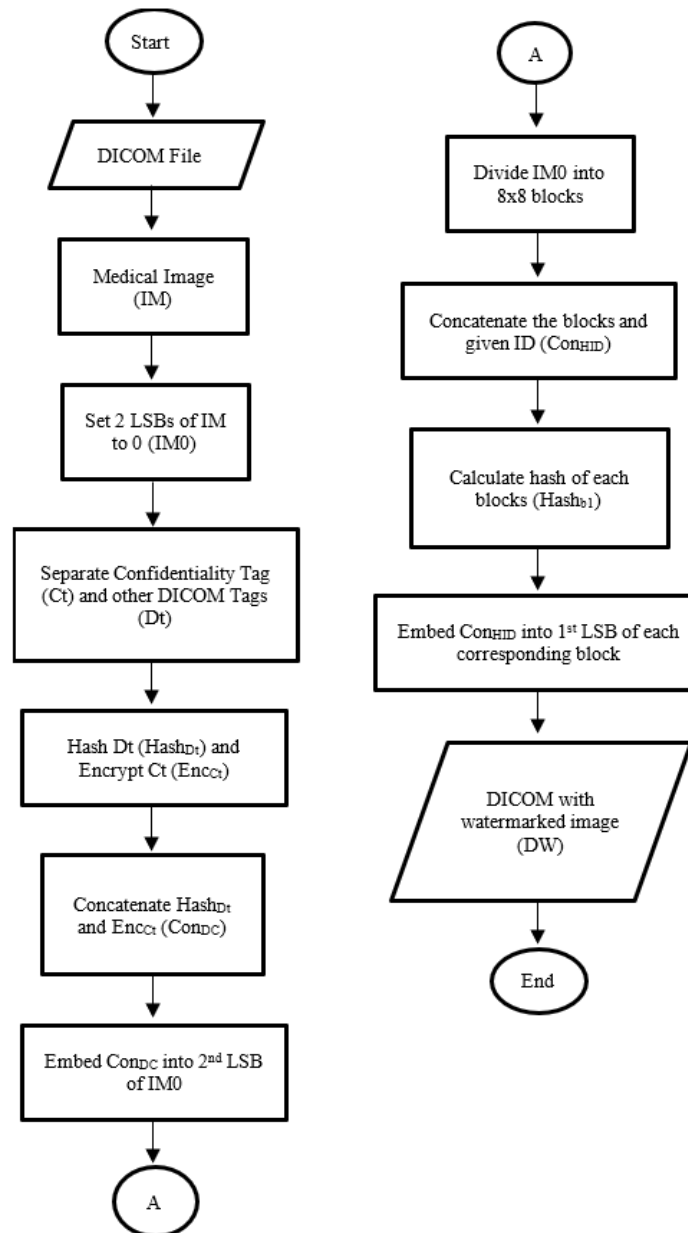 Start
DICOM File
Medical Image
(IM)
Set 2 LSBs of IM
to 0 (IM0)
Separate Confidentiality Tag
(Ct) and other DICOM Tags
(Dt)
Hash Dt (HashDt) and
Encrypt Ct (EncCt)
Concatenate HashDt
and EncCt (ConDC)
Embed ConDC into 2nd LSB
of IM0
A
A
Divide IM0 into
8x8 blocks
Concatenate the blocks and
given ID (ConHID)
Calculate hash of each
blocks (Hashb1)
Embed ConHID into 1st LSB of each
corresponding block
DICOM with
watermarked image
(DW)
End